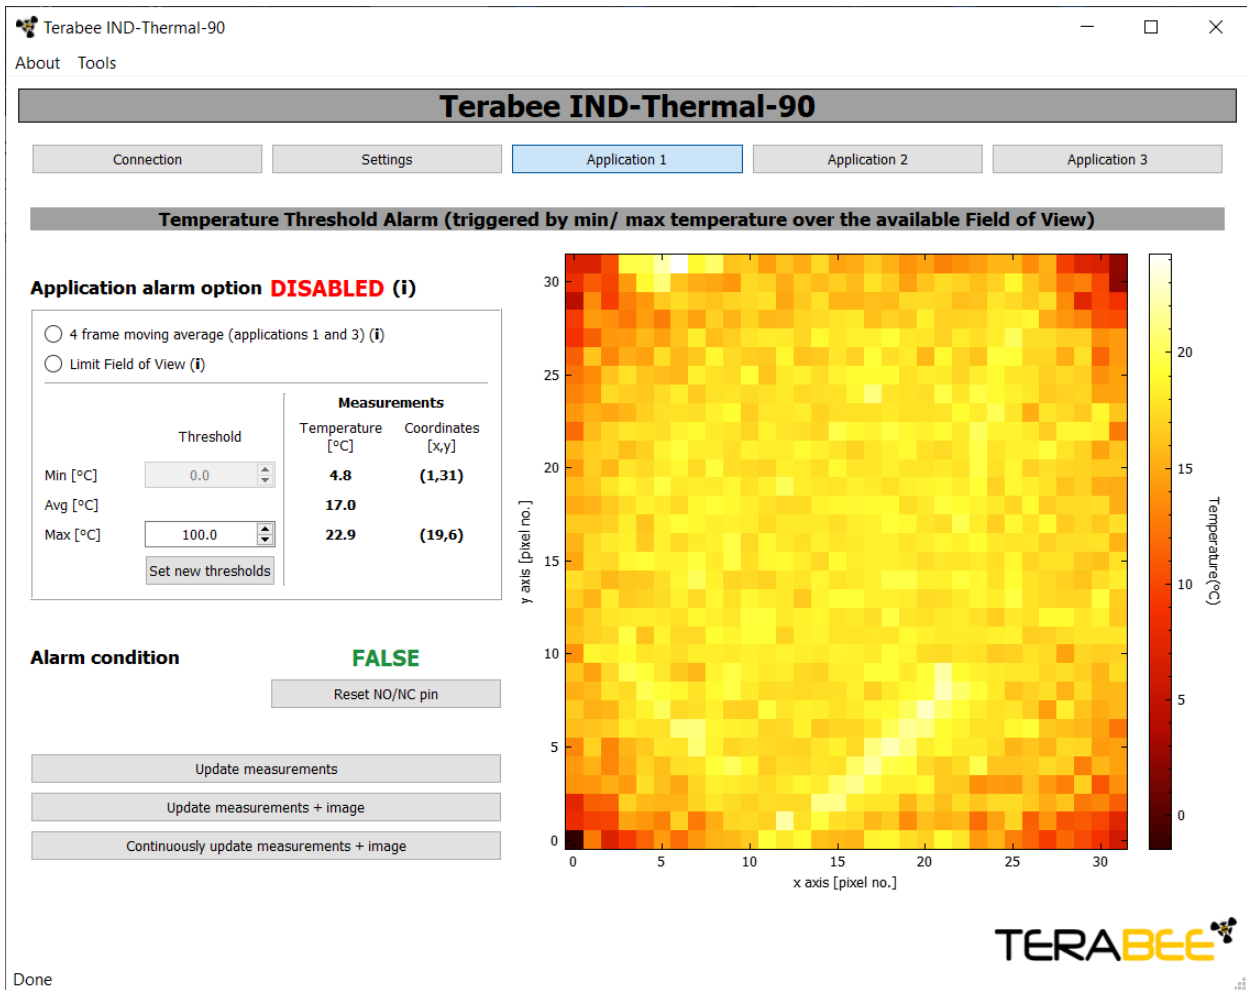 Terabee IND-Thermal-90
About Tools
Terabee IND-Thermal-90
Connection Settings Application 1 Application 2 Application 3
Temperature Threshold Alarm (triggered by min/ max temperature over the available Field of View)
Application alarm option DISABLED (i)
4 frame moving average (applications 1 and 3) (i)
Limit Field of View (i)
Measurements
Threshold Temperature [ºC] Coordinates [x,y]
Min [ºC] 0.0 4.8 (1,31)
Avg [ºC] 17.0
Max [ºC] 100.0 22.9 (19,6)
Set new thresholds
Alarm condition FALSE
Reset NO/NC pin
Update measurements
Update measurements + image
Continuously update measurements + image
30
25
20
15
10
5
0
y axis [pixel no.]
0 5 10 15 20 25 30
x axis [pixel no.]
20
15
10
5
0
Temperature(ºC)
TERABEE
Done